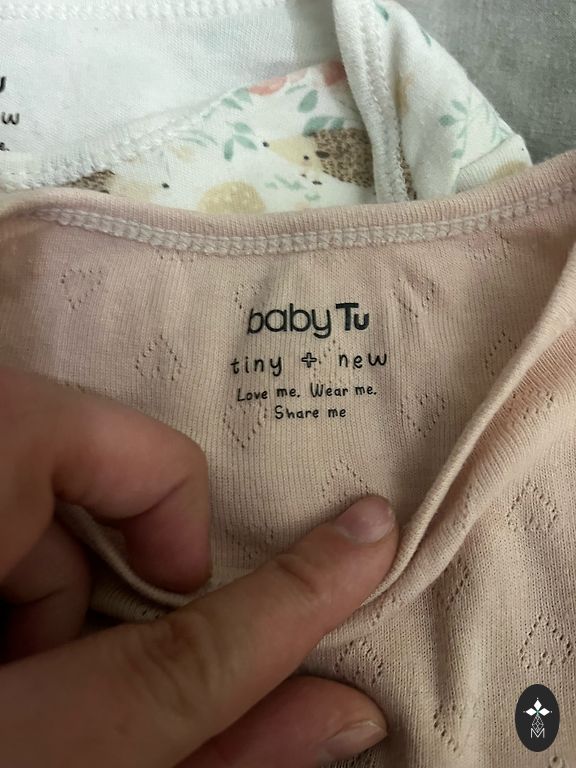 w
e.
baby Tu
tiny + new
Love me. Wear me.
Share me
M